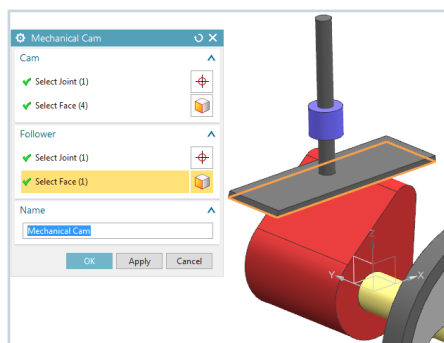 Mechanical Cam
Cam
Select Joint (1)
Select Face (4)
Follower
Select Joint (1)
Select Face (1)
Name
Mechanical Cam
OK Apply Cancel
Z
Y X